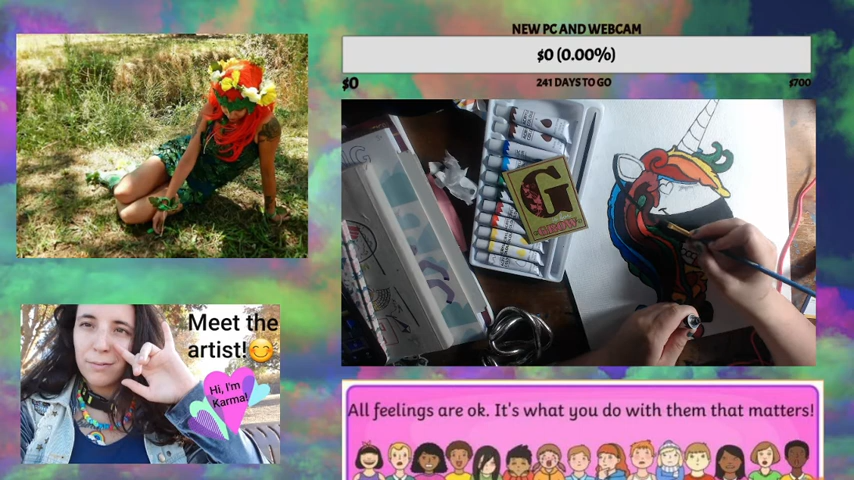 NEW PC AND WEBCAM
$0 (0.00%)
$0
241 DAYS TO GO
$700
Meet the
artist!
Hi, I'm
Karma!
G
All feelings are ok. It's what you do with them that matters!